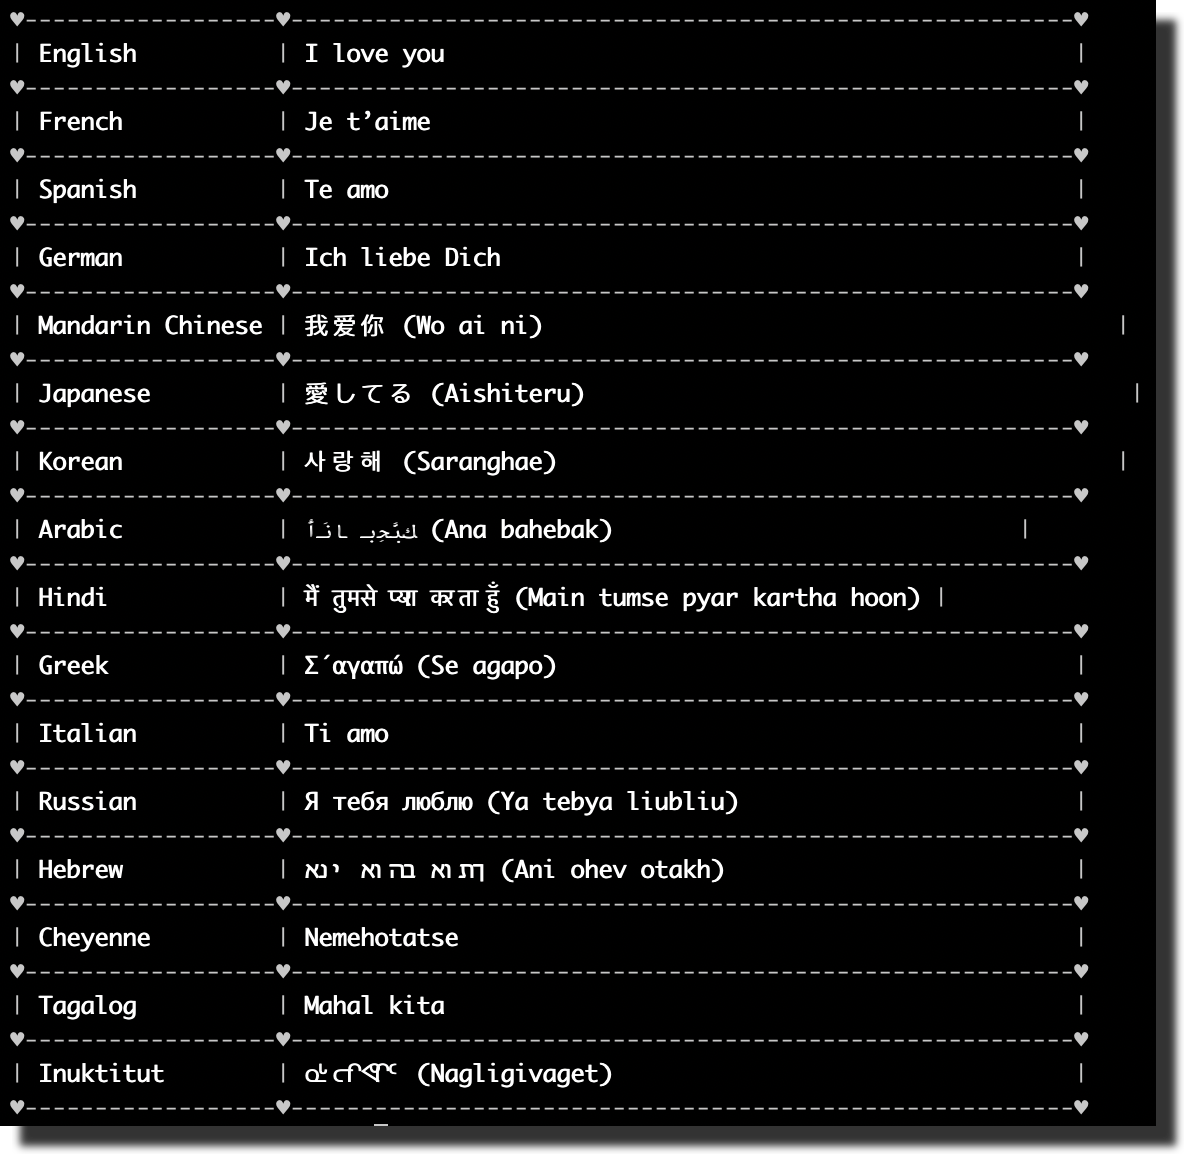 ♥------------------♥--------------------------------------------------------♥
| English | I love you |
♥------------------♥--------------------------------------------------------♥
| French | Je t’aime |
♥------------------♥--------------------------------------------------------♥
| Spanish | Te amo |
♥------------------♥--------------------------------------------------------♥
| German | Ich liebe Dich |
♥------------------♥--------------------------------------------------------♥
| Mandarin Chinese | 我爱你 (Wo ai ni) |
♥------------------♥--------------------------------------------------------♥
| Japanese | 愛してる (Aishiteru) |
♥------------------♥--------------------------------------------------------♥
| Korean | 사랑해 (Saranghae) |
♥------------------♥--------------------------------------------------------♥
| Arabic | أَنَا بَحِبَّك (Ana bahebak) |
♥------------------♥--------------------------------------------------------♥
| Hindi | मैं तुमसे प्यार करता हुँ (Main tumse pyar kartha hoon) |
♥------------------♥--------------------------------------------------------♥
| Greek | Σ΄αγαπώ (Se agapo) |
♥------------------♥--------------------------------------------------------♥
| Italian | Ti amo |
♥------------------♥--------------------------------------------------------♥
| Russian | Я тебя люблю (Ya tebya liubliu) |
♥------------------♥--------------------------------------------------------♥
| Hebrew | אני אוהב אותך (Ani ohev otakh) |
♥------------------♥--------------------------------------------------------♥
| Cheyenne | Nemehotatse |
♥------------------♥--------------------------------------------------------♥
| Tagalog | Mahal kita |
♥------------------♥--------------------------------------------------------♥
| Inuktitut | (Nagligivaget) |
♥------------------♥--------------------------------------------------------♥